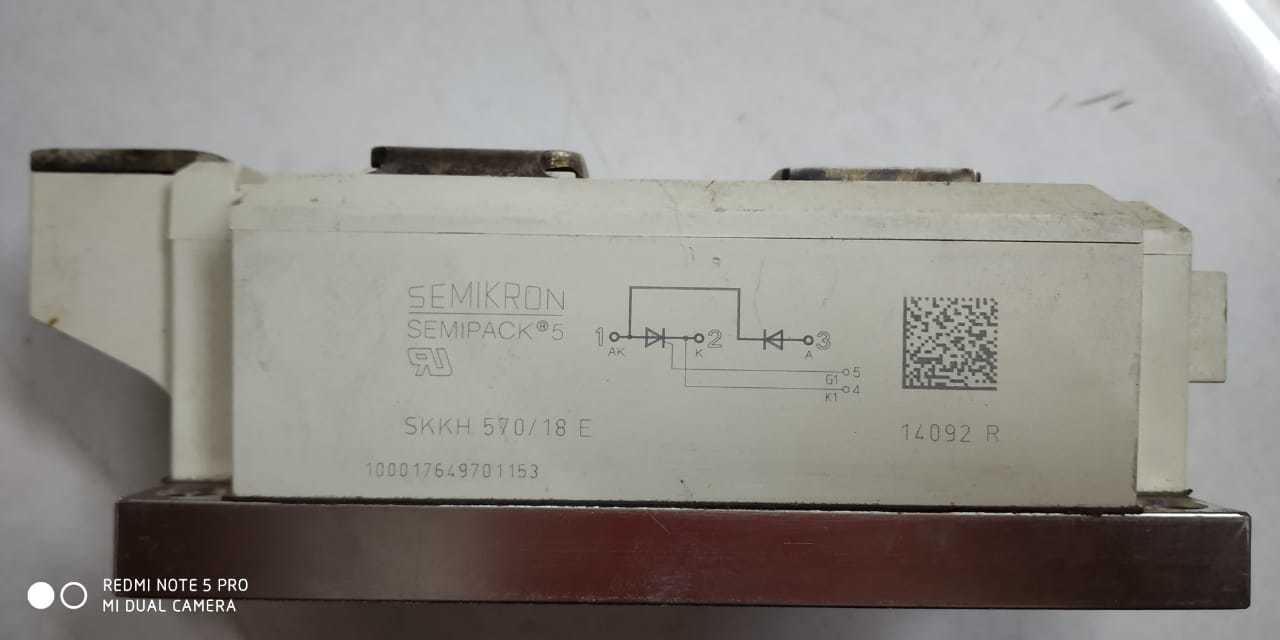 SEMIKRON
SEMIPACK® 5
1
AK
K
2
A
3
G1
5
K1
4
SKKH 570/18 E
14092 R
100017649701153
REDMI NOTE 5 PRO
MI DUAL CAMERA